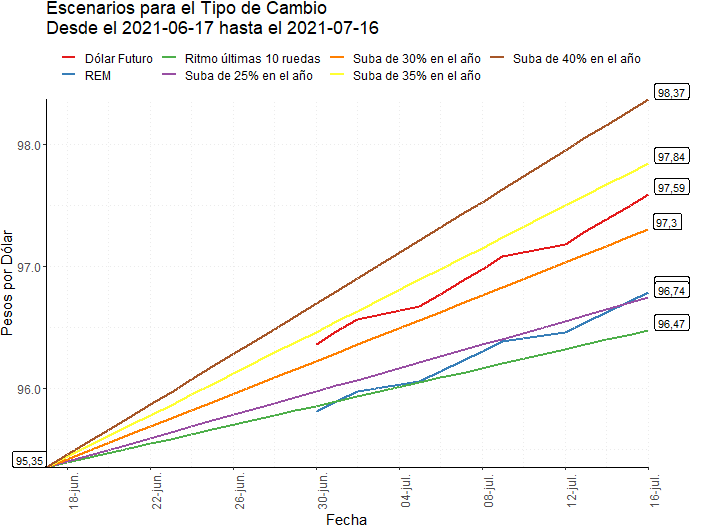 Escenarios para el Tipo de Cambio
Desde el 2021-06-17 hasta el 2021-07-16
Dólar Futuro Ritmo últimas 10 ruedas Suba de 30% en el año Suba de 40% en el año
REM Suba de 25% en el año Suba de 35% en el año
98,37
98.0
97,84
97,59
97,3
97.0
Pesos por Dólar
96,74
96,47
96.0
95,35
18-jun. 22-jun. 26-jun. 30-jun. 04-jul. 08-jul. 12-jul. 16-jul.
Fecha